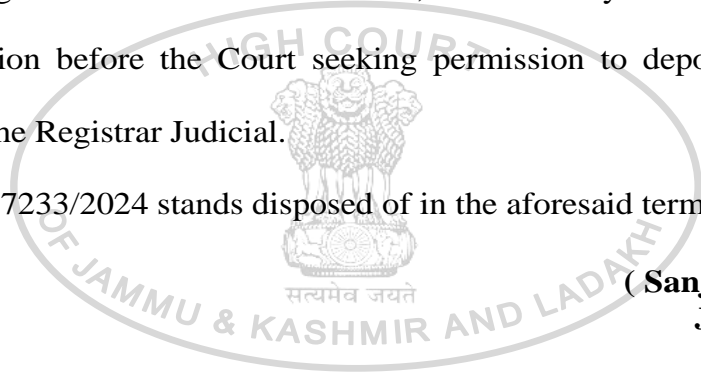 ion before the Court seeking permission to depo
he Registrar Judicial.
7233/2024 stands disposed of in the aforesaid term
( San
HIGH COURT
OF JAMMU & KASHMIR AND LADAKH
सत्यमेव जयते